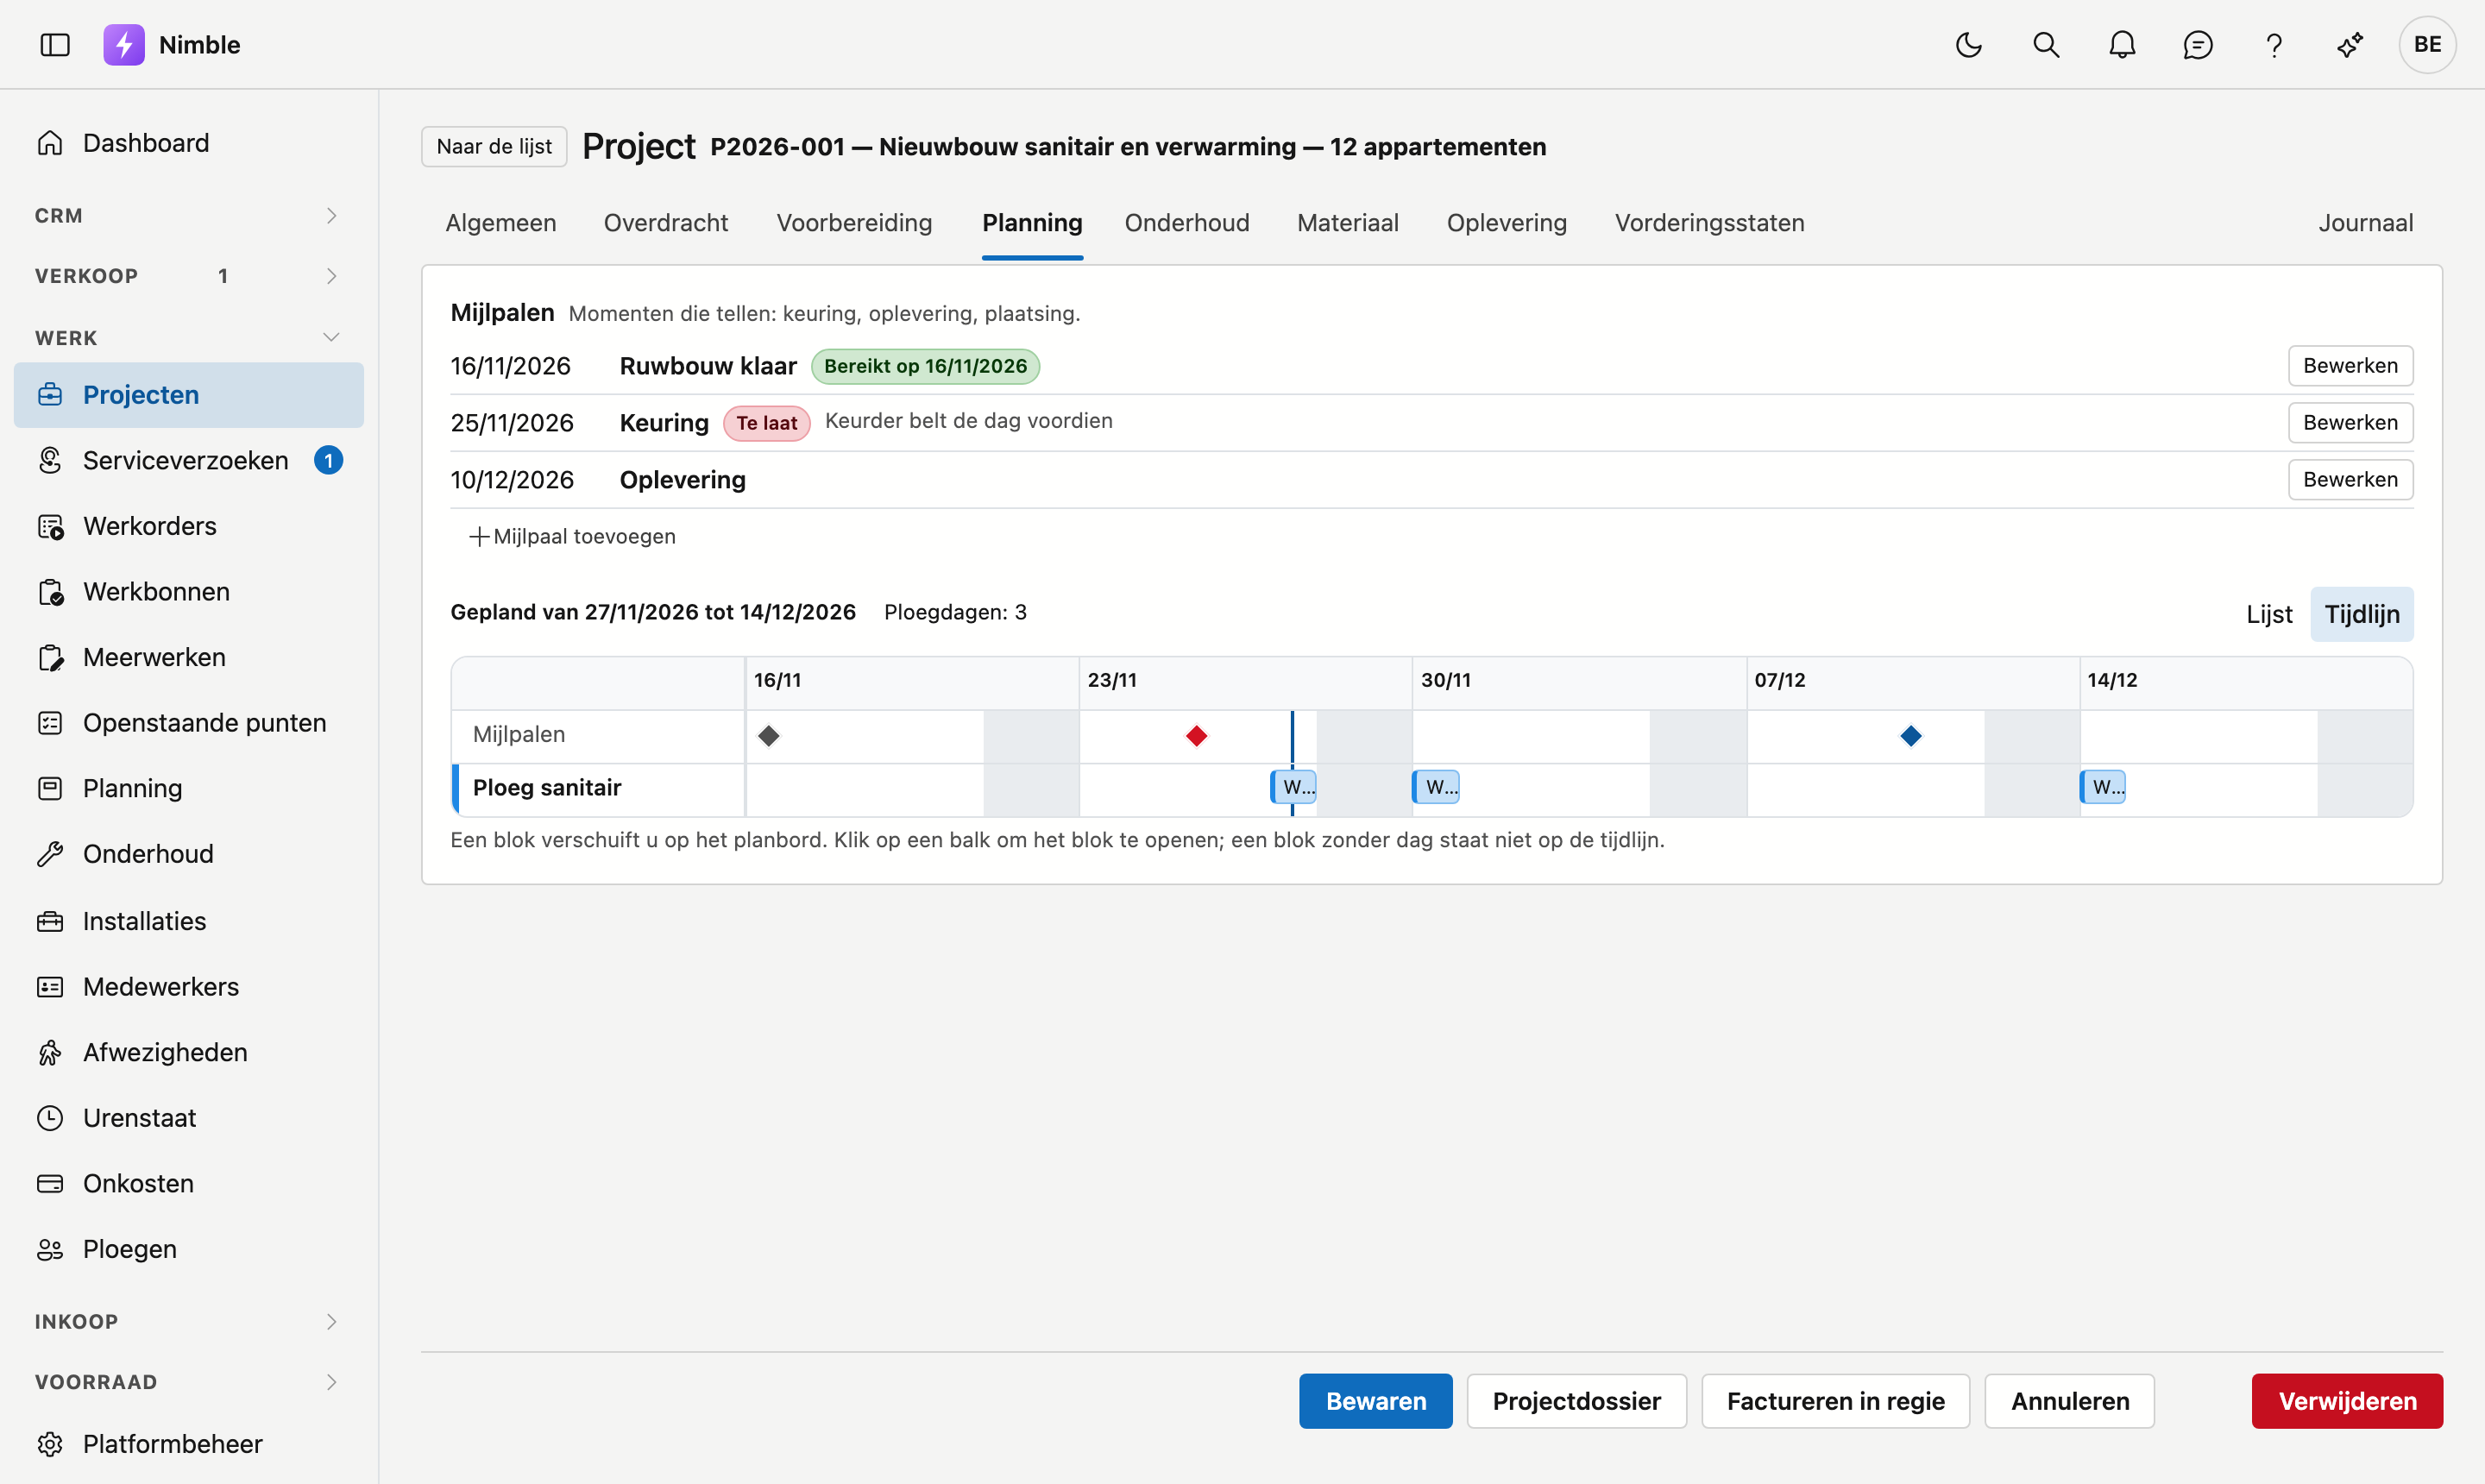 Nimble
BE
Dashboard
CRM
VERKOOP 1
WERK
Projecten
Serviceverzoeken 1
Werkorders
Werkbonnen
Meerwerken
Openstaande punten
Planning
Onderhoud
Installaties
Medewerkers
Afwezigheden
Urenstaat
Onkosten
Ploegen
INKOOP
VOORRAAD
Platformbeheer
Naar de lijst Project P2026-001 — Nieuwbouw sanitair en verwarming — 12 appartementen
Algemeen Overdracht Voorbereiding Planning Onderhoud Materiaal Oplevering Vorderingsstaten Journaal
Mijlpalen Momenten die tellen: keuring, oplevering, plaatsing.
16/11/2026 Ruwbouw klaar Bereikt op 16/11/2026 Bewerken
25/11/2026 Keuring Te laat Keurder belt de dag voordien Bewerken
10/12/2026 Oplevering Bewerken
Mijlpaal toevoegen
Gepland van 27/11/2026 tot 14/12/2026 Ploegdagen: 3 Lijst Tijdlijn
16/11 23/11 30/11 07/12 14/12
Mijlpalen
Ploeg sanitair W... W... W...
Een blok verschuift u op het planbord. Klik op een balk om het blok te openen; een blok zonder dag staat niet op de tijdlijn.
Bewaren Projectdossier Factureren in regie Annuleren Verwijderen